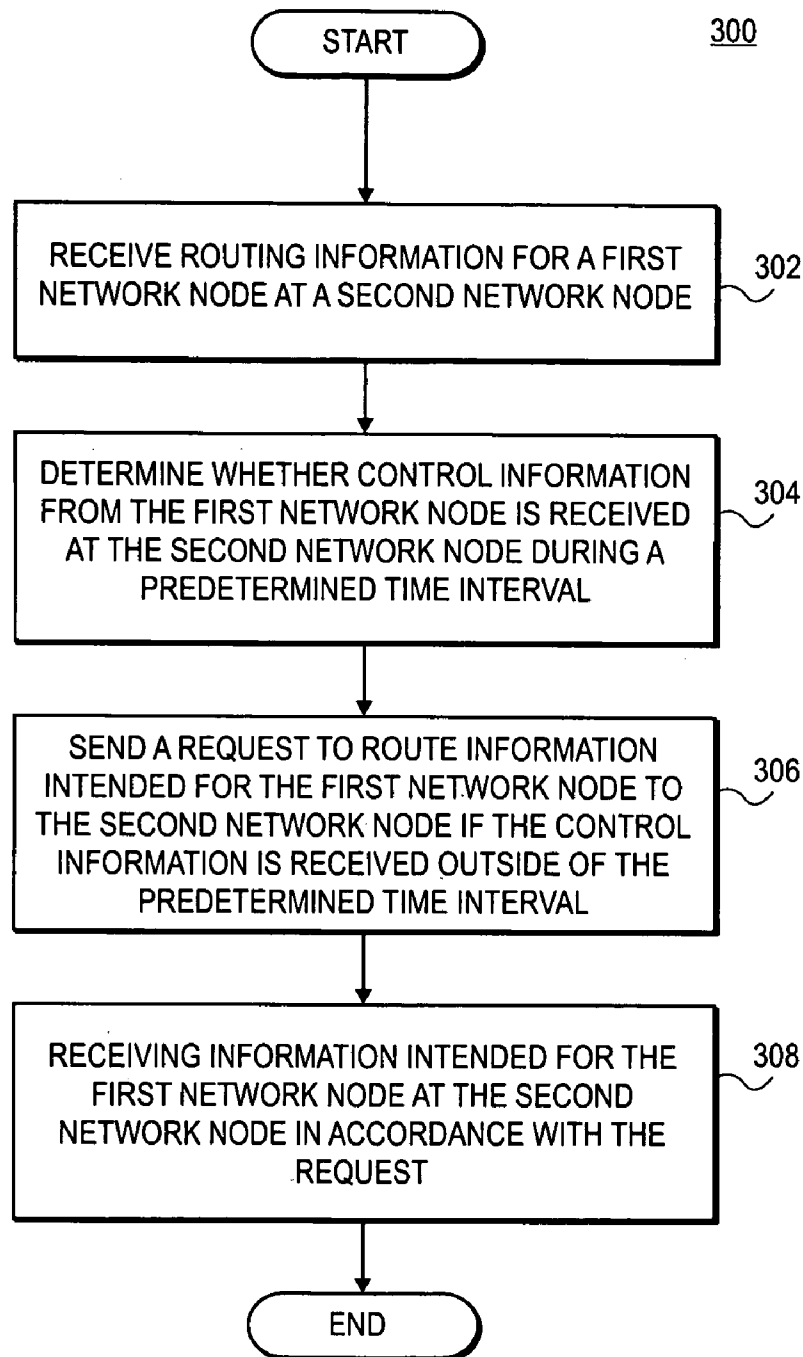 START
300
RECEIVE ROUTING INFORMATION FOR A FIRST
NETWORK NODE AT A SECOND NETWORK NODE
302
DETERMINE WHETHER CONTROL INFORMATION
FROM THE FIRST NETWORK NODE IS RECEIVED
AT THE SECOND NETWORK NODE DURING A
PREDETERMINED TIME INTERVAL
304
SEND A REQUEST TO ROUTE INFORMATION
INTENDED FOR THE FIRST NETWORK NODE TO
THE SECOND NETWORK NODE IF THE CONTROL
INFORMATION IS RECEIVED OUTSIDE OF THE
PREDETERMINED TIME INTERVAL
306
RECEIVING INFORMATION INTENDED FOR THE
FIRST NETWORK NODE AT THE SECOND
NETWORK NODE IN ACCORDANCE WITH THE
REQUEST
308
END